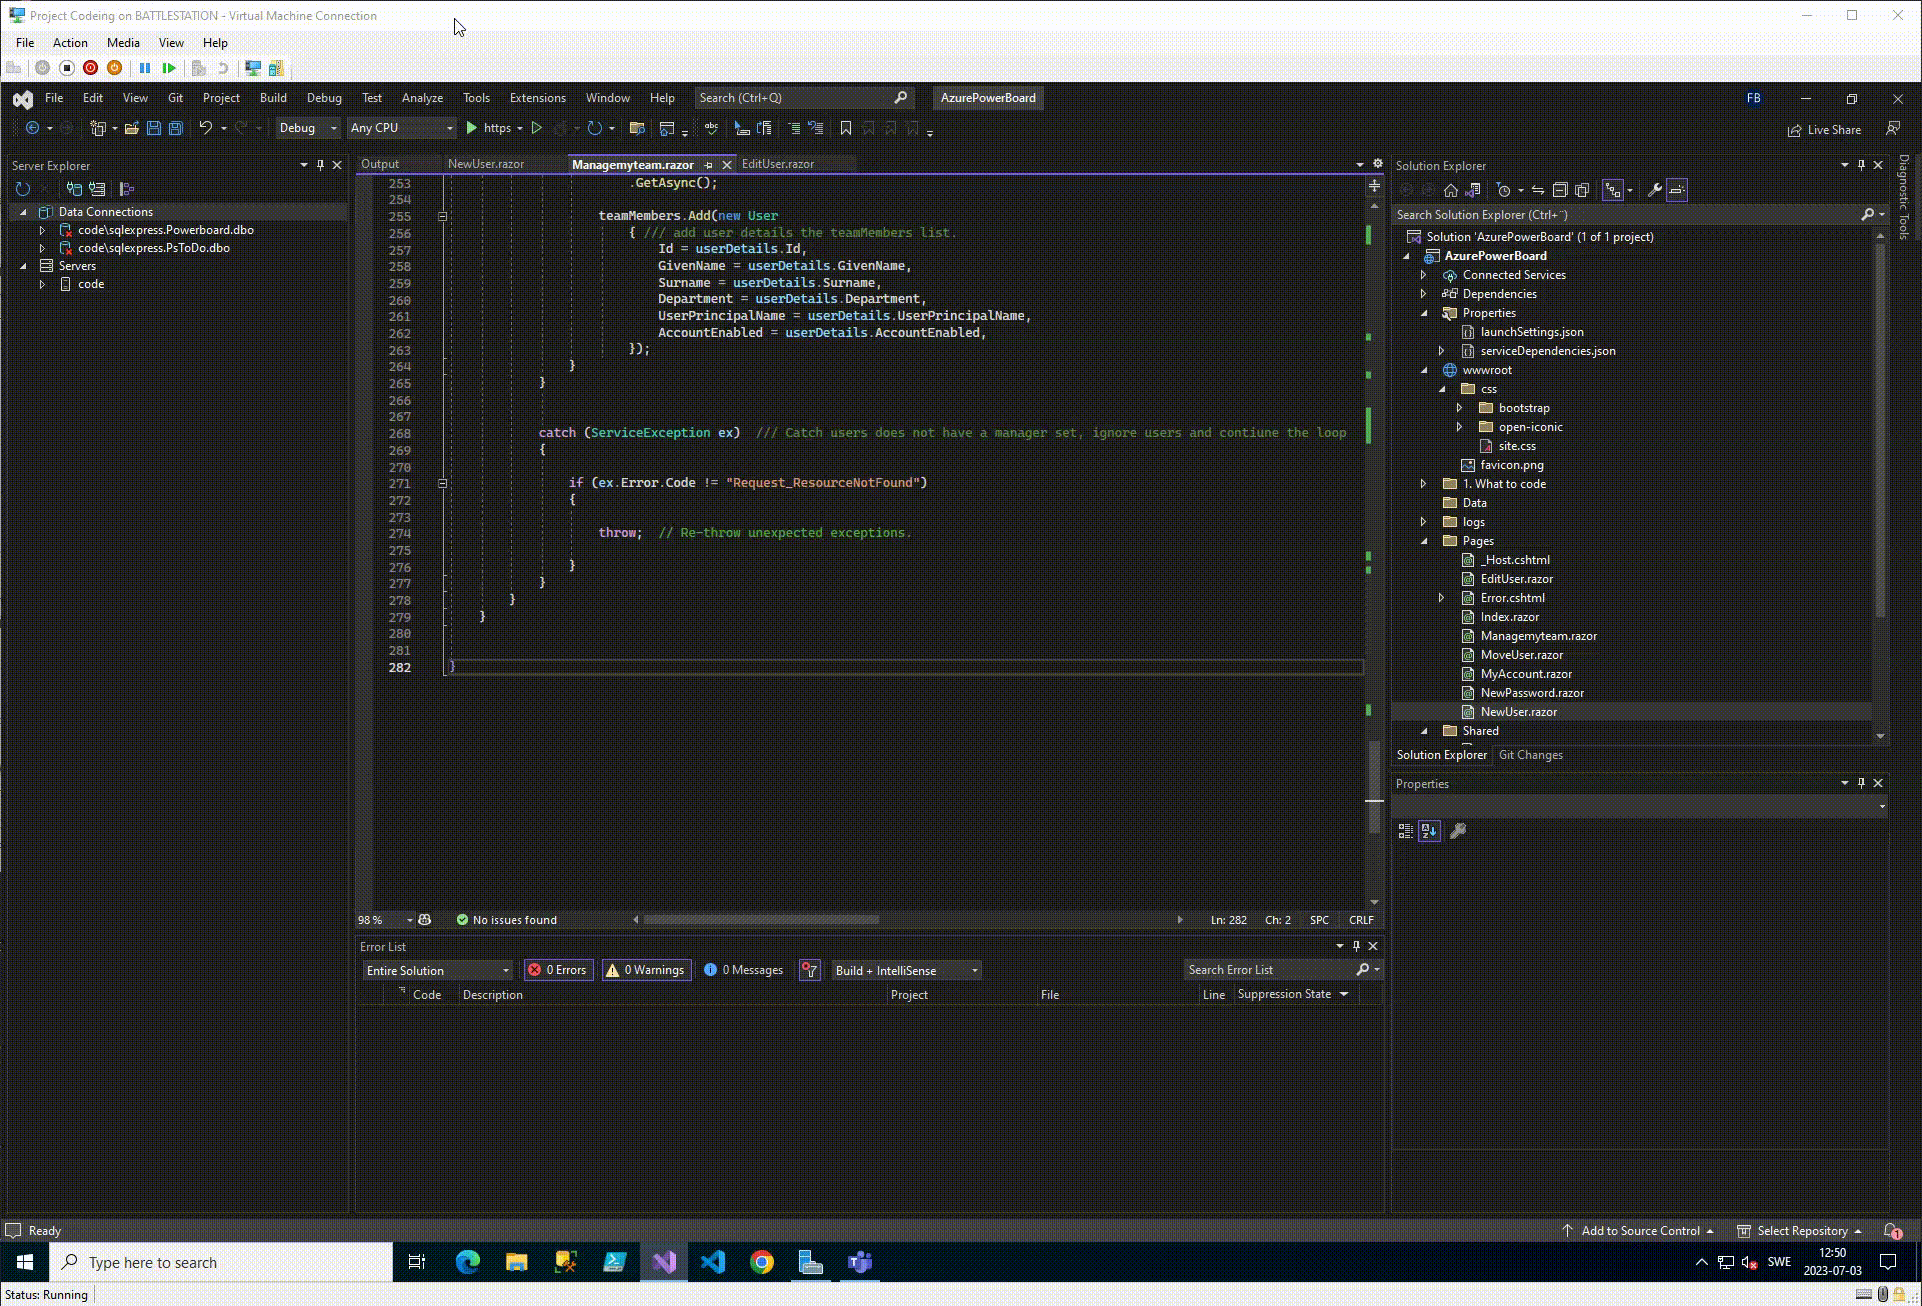 Project Codeing on BATTLESTATION - Virtual Machine Connection
File Action Media View Help
File Edit View Git Project Build Debug Test Analyze Tools Extensions Window Help Search (Ctrl+Q) AzurePowerBoard FB
Debug Any CPU https Live Share
Server Explorer
Data Connections
code\sqlexpress.Powerboard.dbo
code\sqlexpress.PsToDo.dbo
Servers
code
Output NewUser.razor Managemyteam.razor EditUser.razor
253 .GetAsync();
254
255 teamMembers.Add(new User
256 { /// add user details the teamMembers list.
257 Id = userDetails.Id,
258 GivenName = userDetails.GivenName,
259 Surname = userDetails.Surname,
260 Department = userDetails.Department,
261 UserPrincipalName = userDetails.UserPrincipalName,
262 AccountEnabled = userDetails.AccountEnabled,
263 });
264 }
265 }
266
267
268 catch (ServiceException ex) /// Catch users does not have a manager set, ignore users and contiune the loop
269 {
270
271 if (ex.Error.Code != "Request_ResourceNotFound")
272 {
273
274 throw; // Re-throw unexpected exceptions.
275
276 }
277 }
278 }
279 }
280
281
282 }
98 % No issues found Ln: 282 Ch: 2 SPC CRLF
Error List
Entire Solution 0 Errors 0 Warnings 0 Messages Build + IntelliSense Search Error List
Code Description Project File Line Suppression State
Solution Explorer
Search Solution Explorer (Ctrl+¨)
Solution 'AzurePowerBoard' (1 of 1 project)
AzurePowerBoard
Connected Services
Dependencies
Properties
launchSettings.json
serviceDependencies.json
wwwroot
css
bootstrap
open-iconic
site.css
favicon.png
1. What to code
Data
logs
Pages
_Host.cshtml
EditUser.razor
Error.cshtml
Index.razor
Managemyteam.razor
MoveUser.razor
MyAccount.razor
NewPassword.razor
NewUser.razor
Shared
Solution Explorer Git Changes
Properties
Diagnostic Tools
Ready Add to Source Control Select Repository 1
Type here to search SWE 12:50
2023-07-03
Status: Running